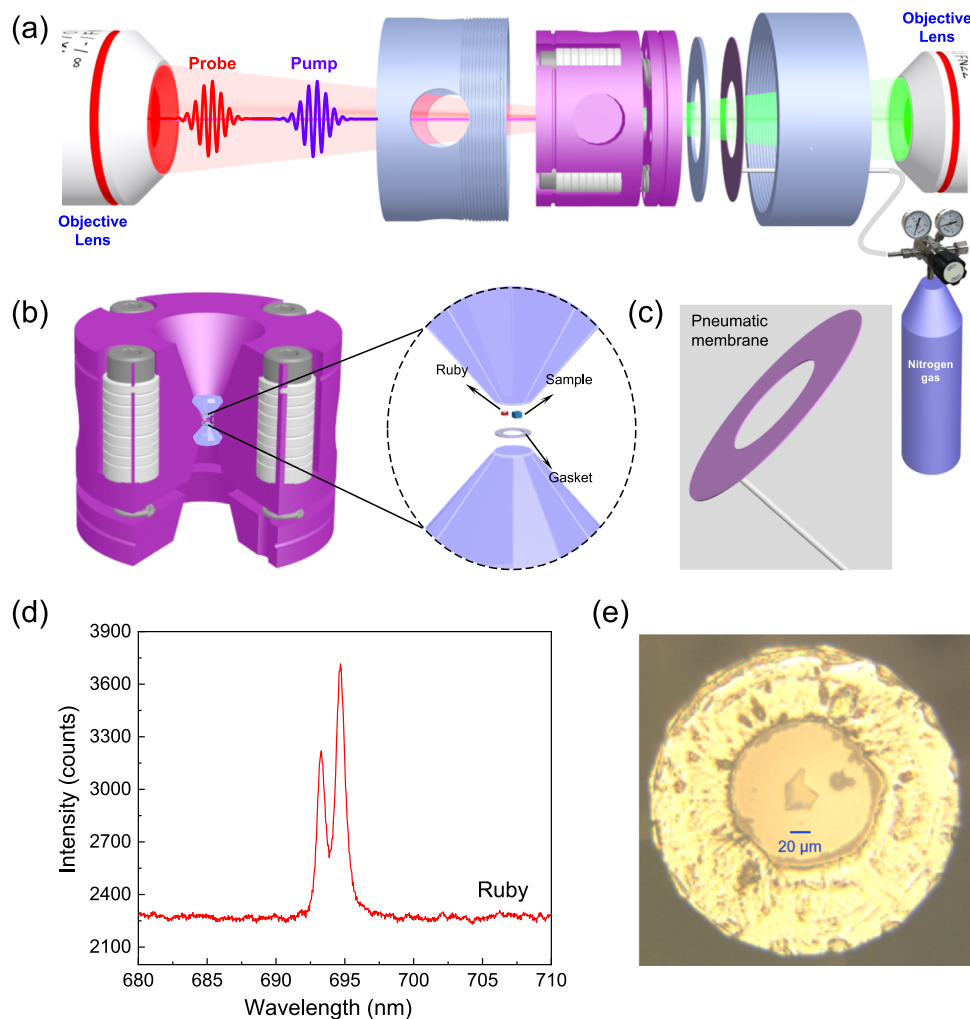 (a)
Objective
Lens
Probe
Pump
Objective
Lens
(b)
Ruby
Sample
Gasket
(c)
Pneumatic
membrane
Nitrogen
gas
(d)
3900
3600
3300
3000
2700
2400
2100
Intensity (counts)
Ruby
680
685
690
695
700
705
710
Wavelength (nm)
(e)
20 µm